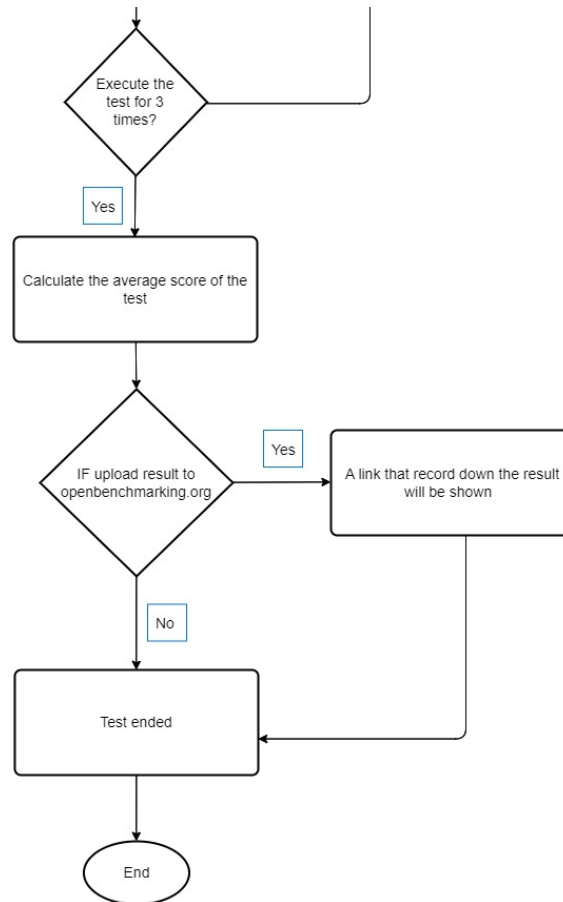 Execute the
test for 3
times?
Yes
Calculate the average score of the
test
IF upload result to
openbenchmarking.org
Yes
A link that record down the result
will be shown
No
Test ended
End